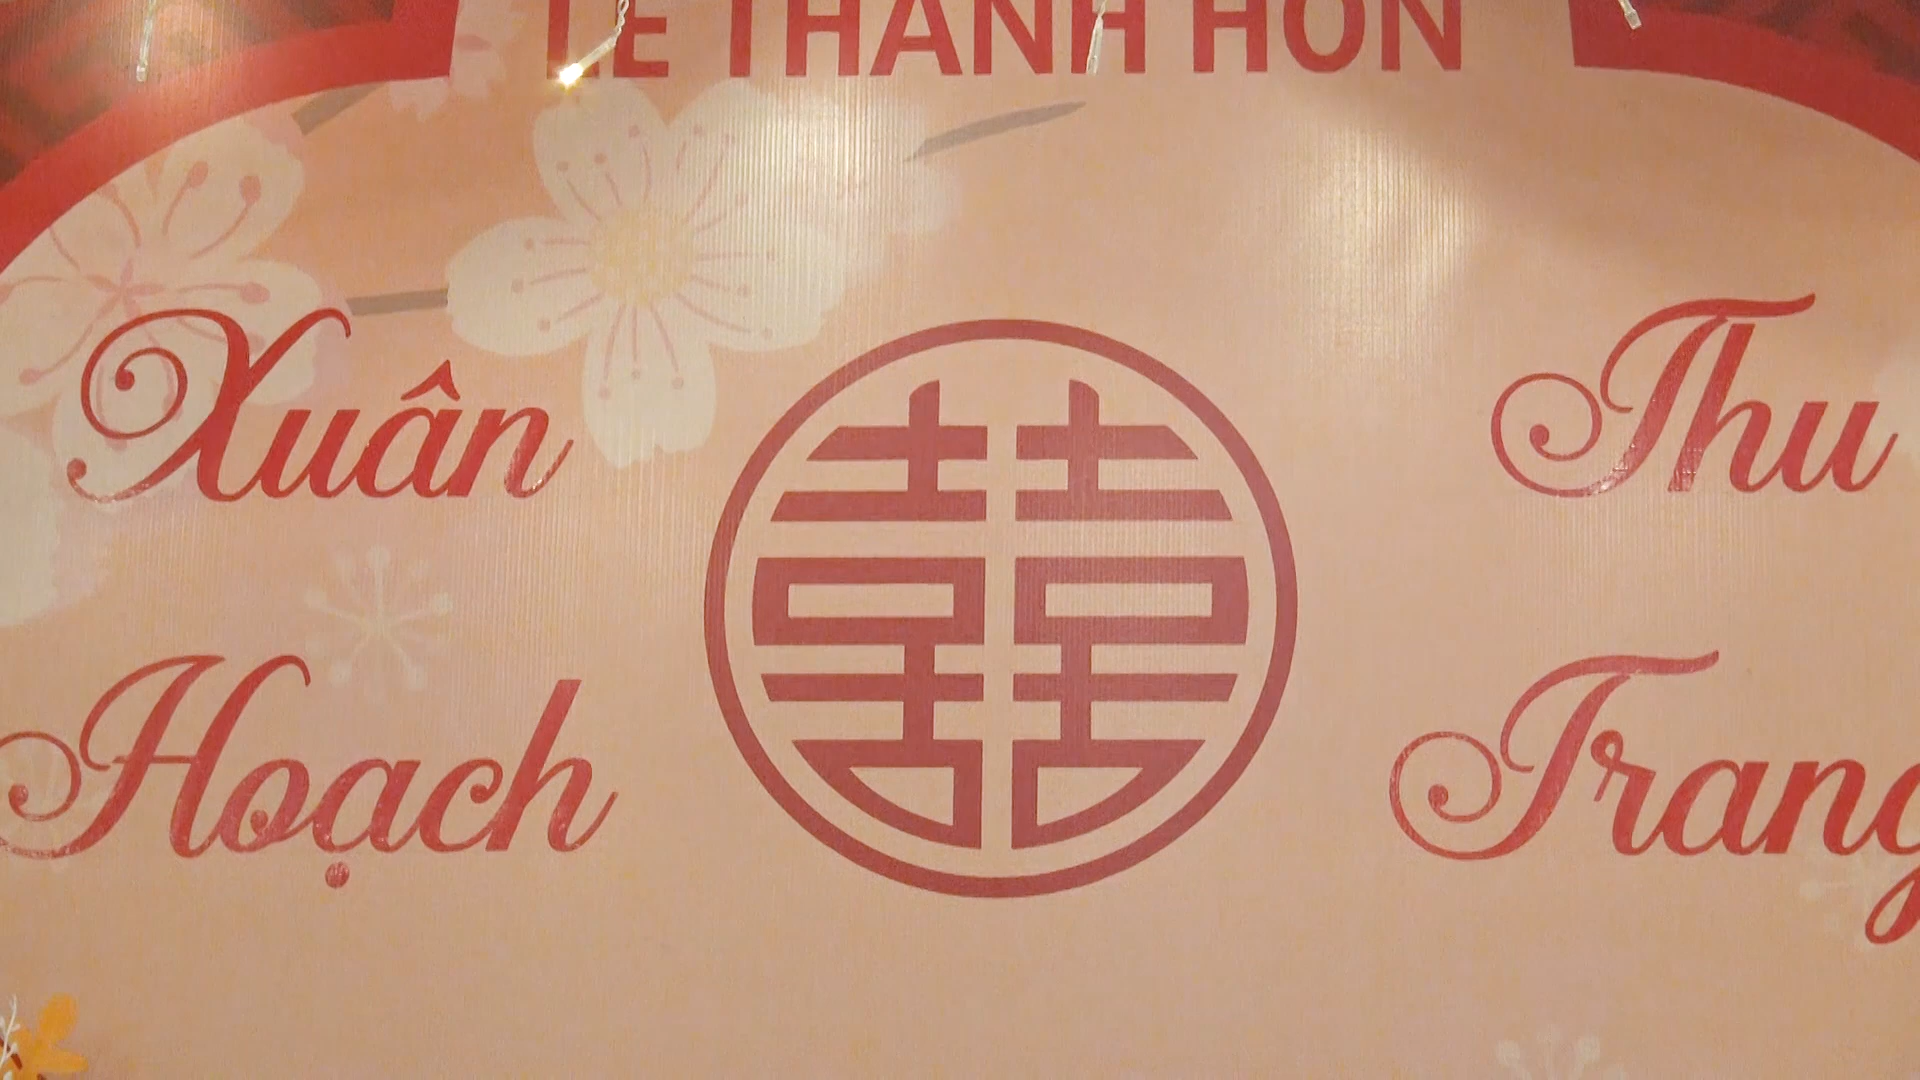 LỄ THÀNH HÔN
Xuân
Hoạch
囍
Thu
Trang